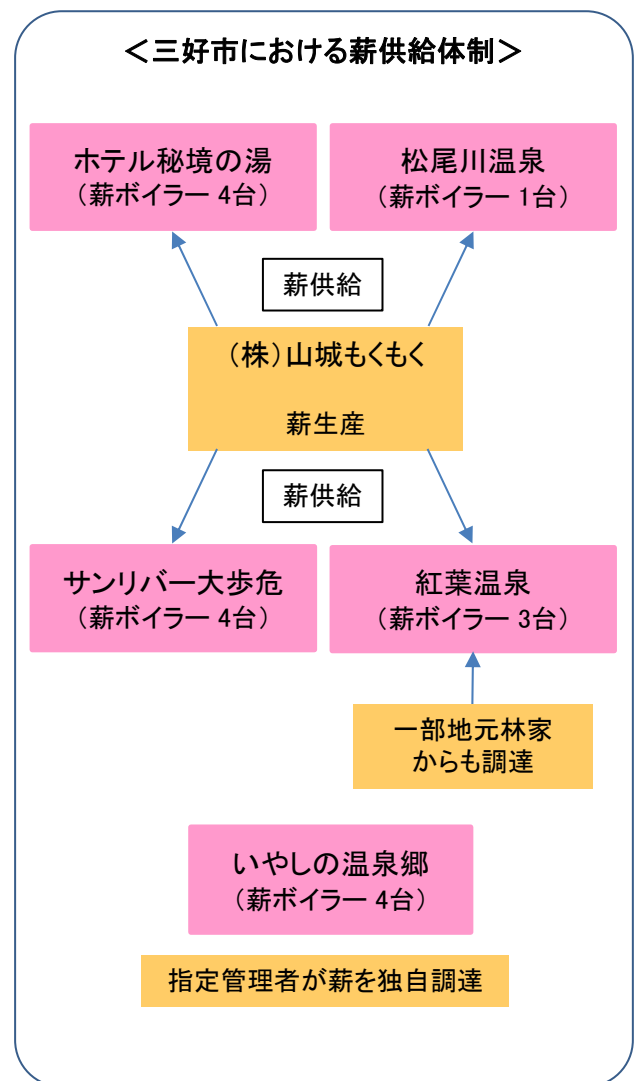 ＜三好市における薪供給体制＞
ホテル秘境の湯
（薪ボイラー 4台）
松尾川温泉
（薪ボイラー 1台）
薪供給
（株）山城もくもく
薪生産
薪供給
サンリバー大歩危
（薪ボイラー 4台）
紅葉温泉
（薪ボイラー 3台）
一部地元林家
からも調達
いやしの温泉郷
（薪ボイラー 4台）
指定管理者が薪を独自調達